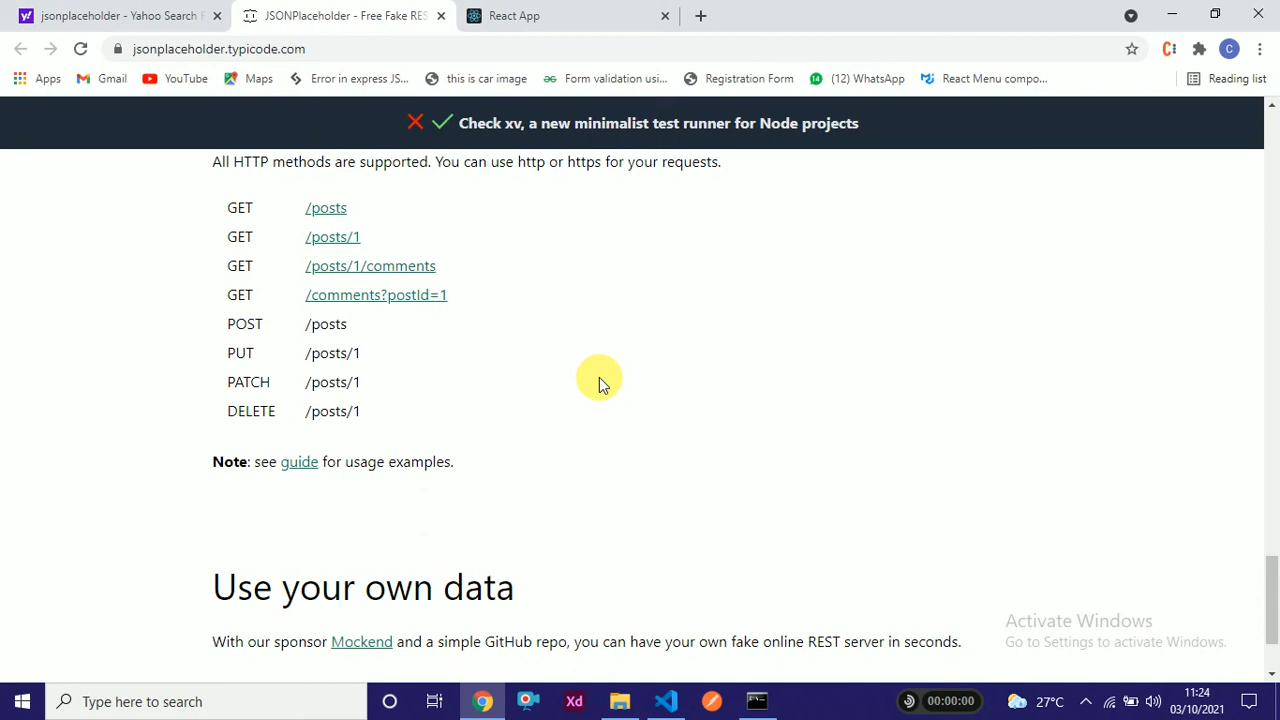 jsonplaceholder - Yahoo Search R
JSONPlaceholder - Free Fake RES
React App
jsonplaceholder.typicode.com
C
Apps
Gmail
YouTube
Maps
Error in express JS...
this is car image
Form validation usi...
Registration Form
(12) WhatsApp
React Menu compo...
Reading list
Check xv, a new minimalist test runner for Node projects
All HTTP methods are supported. You can use http or https for your requests.
GET /posts
GET /posts/1
GET /posts/1/comments
GET /comments?postId=1
POST /posts
PUT /posts/1
PATCH /posts/1
DELETE /posts/1
Note: see guide for usage examples.
Use your own data
With our sponsor Mockend and a simple GitHub repo, you can have your own fake online REST server in seconds.
Activate Windows
Go to Settings to activate Windows.
Type here to search
Xd
00:00:00
27°C
11:24
03/10/2021